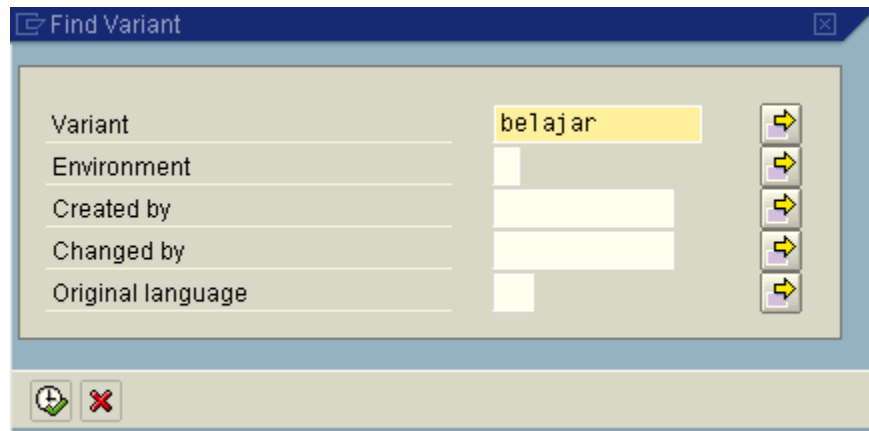 Find Variant
Variant belajar
Environment
Created by
Changed by
Original language